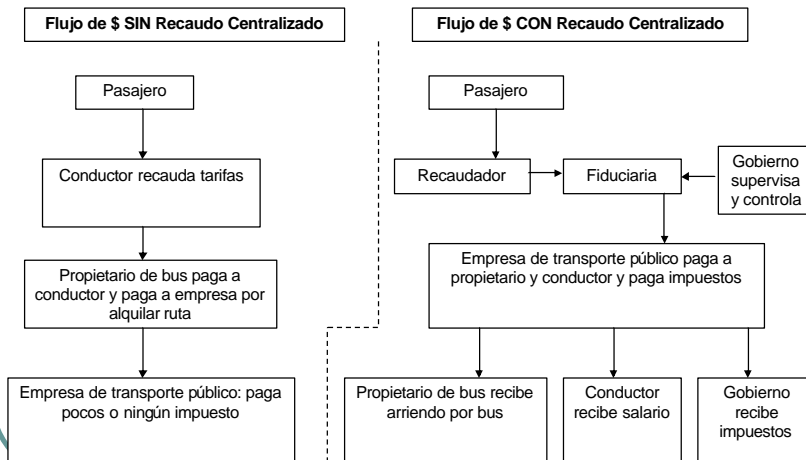 Flujo de $ SIN Recaudo Centralizado
Pasajero
Conductor recauda tarifas
Propietario de bus paga a
conductor y paga a empresa por
alquilar ruta
Empresa de transporte público: paga
pocos o ningún impuesto
Flujo de $ CON Recaudo Centralizado
Pasajero
Recaudador
Fiduciaria
Gobierno
supervisa
y controla
Empresa de transporte público paga a
propietario y conductor y paga impuestos
Propietario de bus recibe
arriendo por bus
Conductor
recibe salario
Gobierno
recibe
impuestos